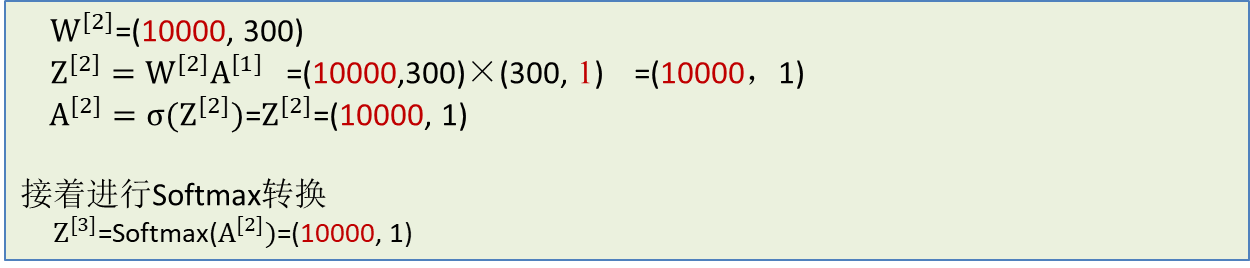 W^[2]=(10000, 300)
Z^[2] = W^[2]A^[1] =(10000,300)×(300, 1) =(10000，1)
A^[2] = σ(Z^[2])=Z^[2]=(10000, 1)
接着进行Softmax转换
Z^[3]=Softmax(A^[2])=(10000, 1)